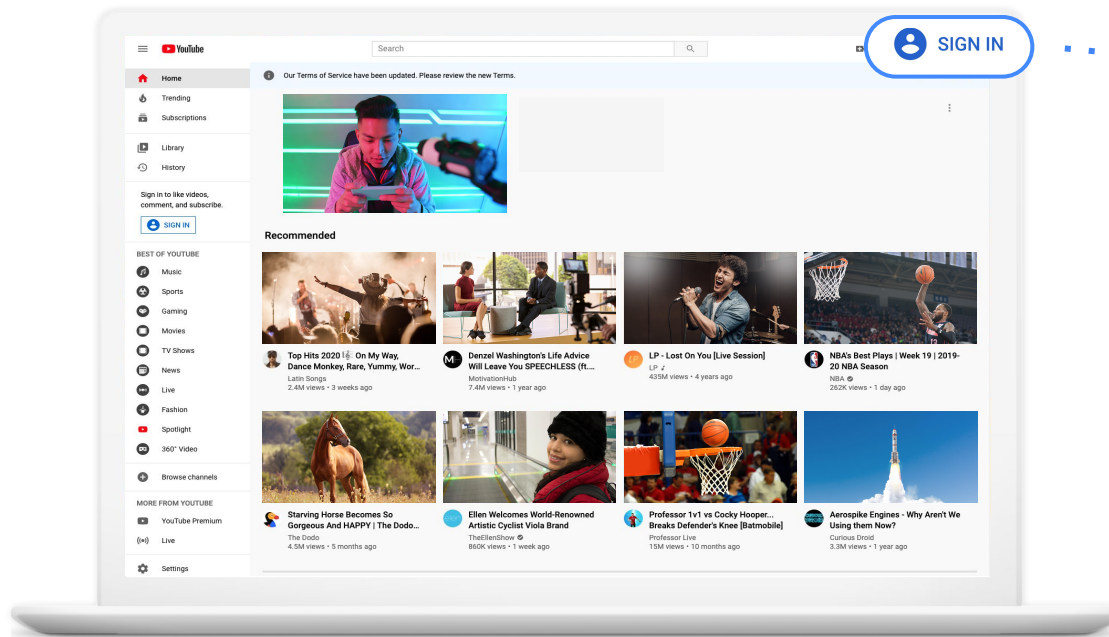 YouTube
Search
SIGN IN
Home
Trending
Subscriptions
Library
History
Sign in to like videos,
comment, and subscribe.
SIGN IN
BEST OF YOUTUBE
Music
Sports
Gaming
Movies
TV Shows
News
Live
Fashion
Spotlight
360° Video
Browse channels
MORE FROM YOUTUBE
YouTube Premium
Live
Settings
Our Terms of Service have been updated. Please review the new Terms.
Recommended
Top Hits 2020 🎼 On My Way,
Dance Monkey, Rare, Yummy, Wor...
Latin Songs
2.4M views • 3 weeks ago
M
Denzel Washington's Life Advice
Will Leave You SPEECHLESS (ft....
MotivationHub
7.4M views • 1 year ago
LP
LP - Lost On You [Live Session]
LP ♪
435M views • 4 years ago
NBA's Best Plays | Week 19 | 2019-
20 NBA Season
NBA
262K views • 1 day ago
Starving Horse Becomes So
Gorgeous And HAPPY | The Dodo...
The Dodo
4.5M views • 5 months ago
Ellen Welcomes World-Renowned
Artistic Cyclist Viola Brand
TheEllenShow
860K views • 1 week ago
Professor 1v1 vs Cocky Hooper...
Breaks Defender's Knee [Batmobile]
Professor Live
15M views • 10 months ago
Aerospike Engines - Why Aren't We
Using them Now?
Curious Droid
3.3M views • 1 year ago